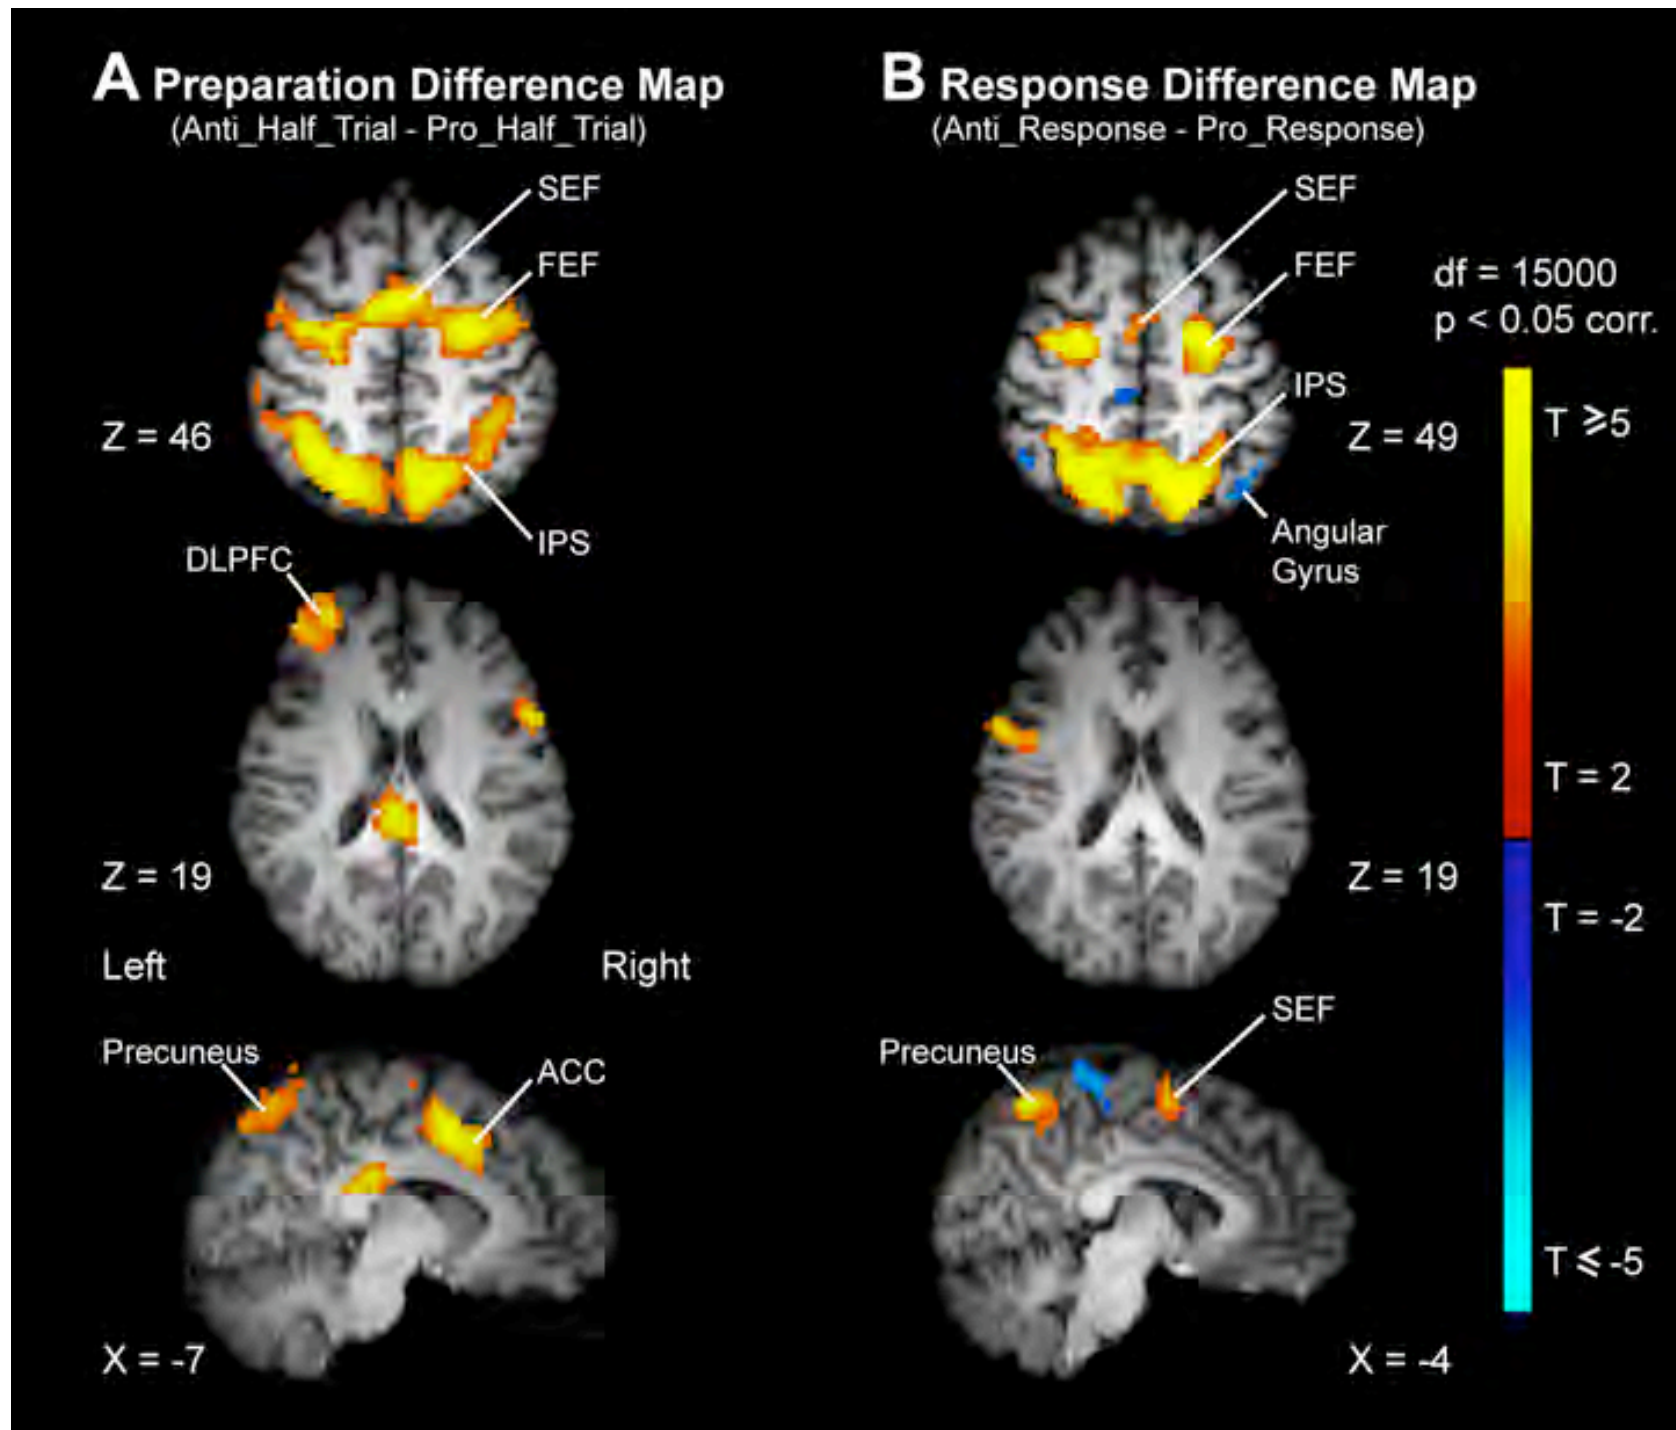 A Preparation Difference Map
(Anti_Half_Trial - Pro_Half_Trial)
SEF
FEF
Z = 46
IPS
DLPFC
Z = 19
Left
Right
Precuneus
ACC
X = -7
B Response Difference Map
(Anti_Response - Pro_Response)
SEF
FEF
IPS
Z = 49
Angular
Gyrus
Z = 19
SEF
Precuneus
X = -4
df = 15000
p < 0.05 corr.
T ⩾5
T = 2
T = -2
T ⩽ -5